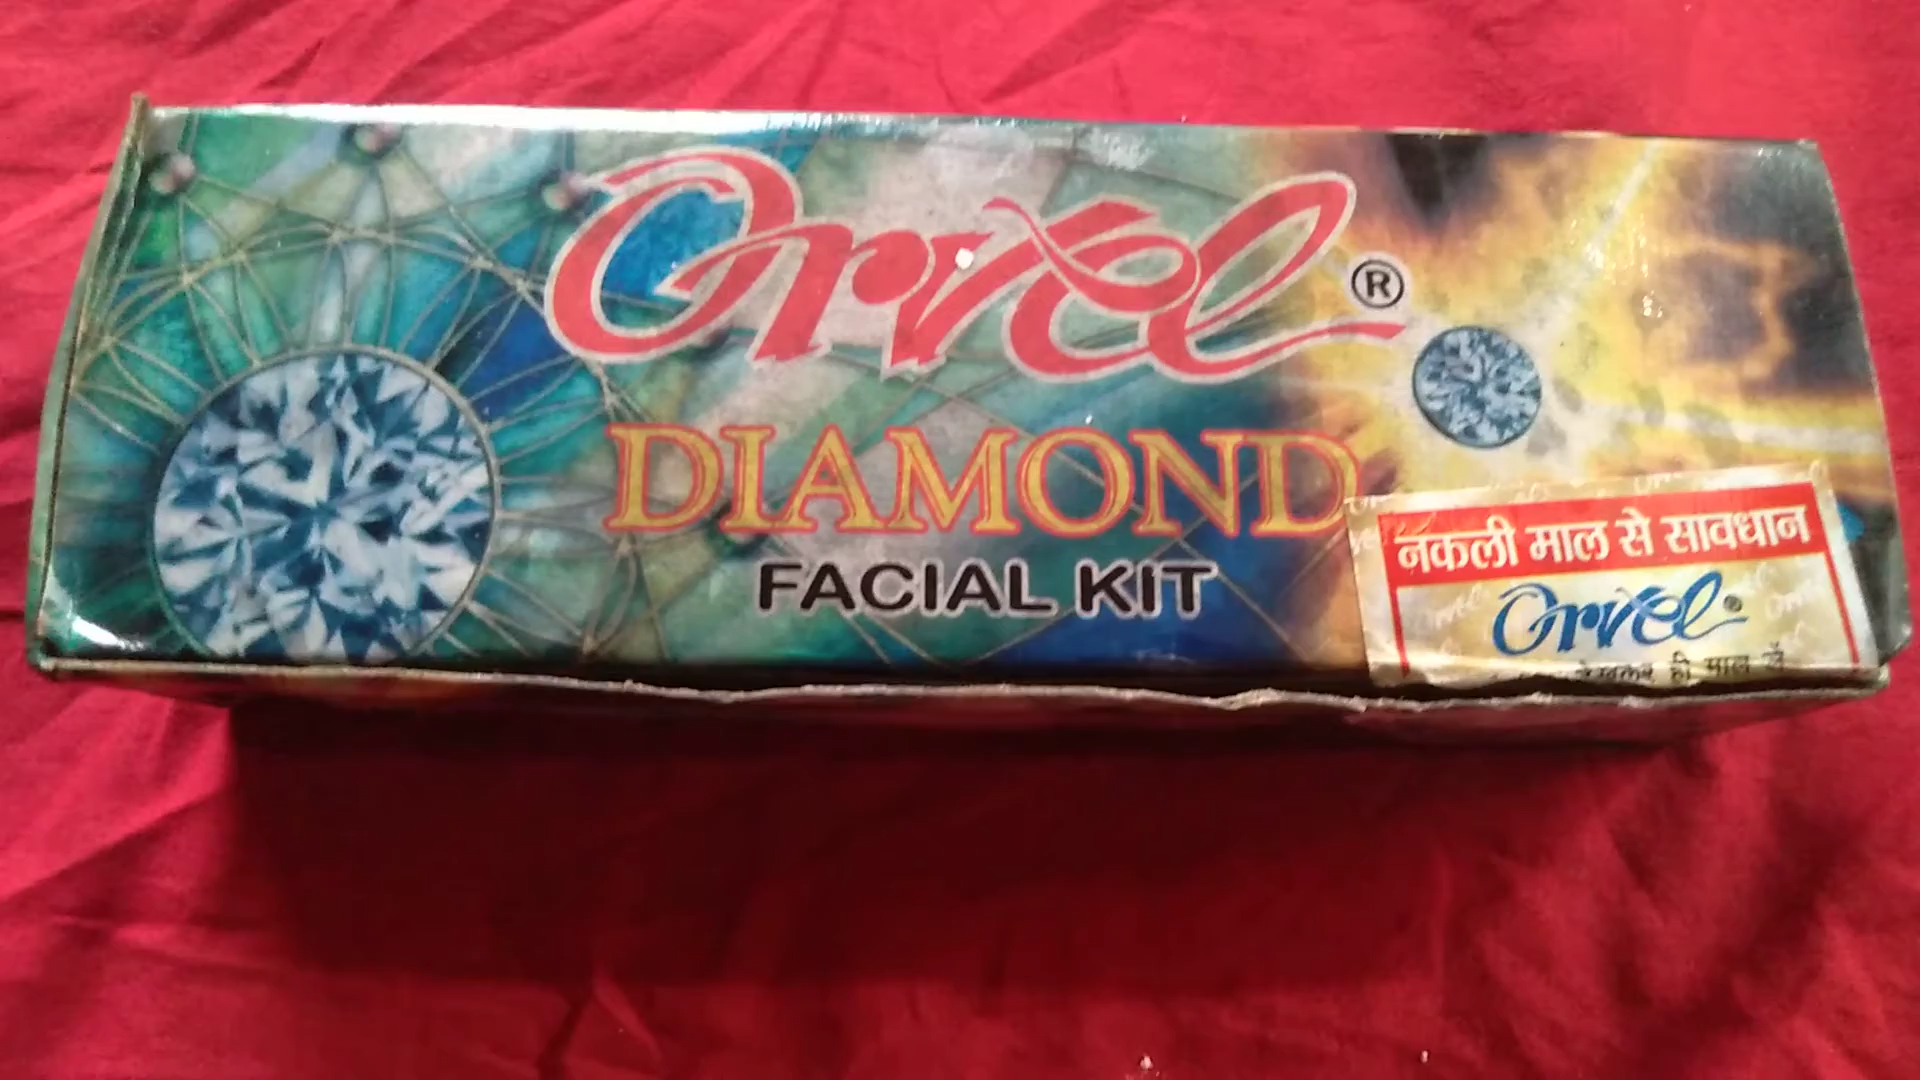 Orvel ®
DIAMOND
FACIAL KIT
नकली माल से सावधान
Orvel ®
ही माल लें